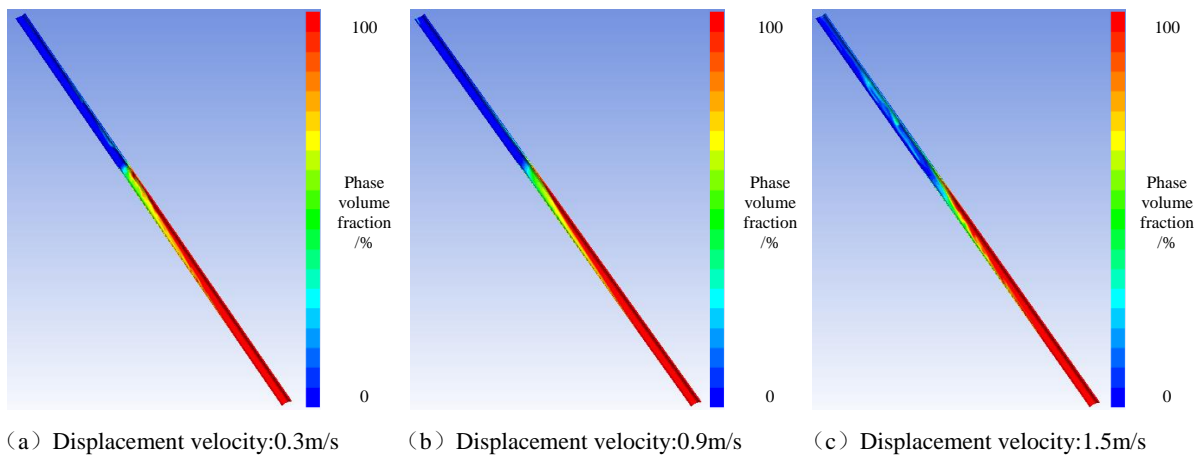 100
Phase
volume
fraction
/%
0
100
Phase
volume
fraction
/%
0
100
Phase
volume
fraction
/%
0
（a）Displacement velocity:0.3m/s
（b）Displacement velocity:0.9m/s
（c）Displacement velocity:1.5m/s